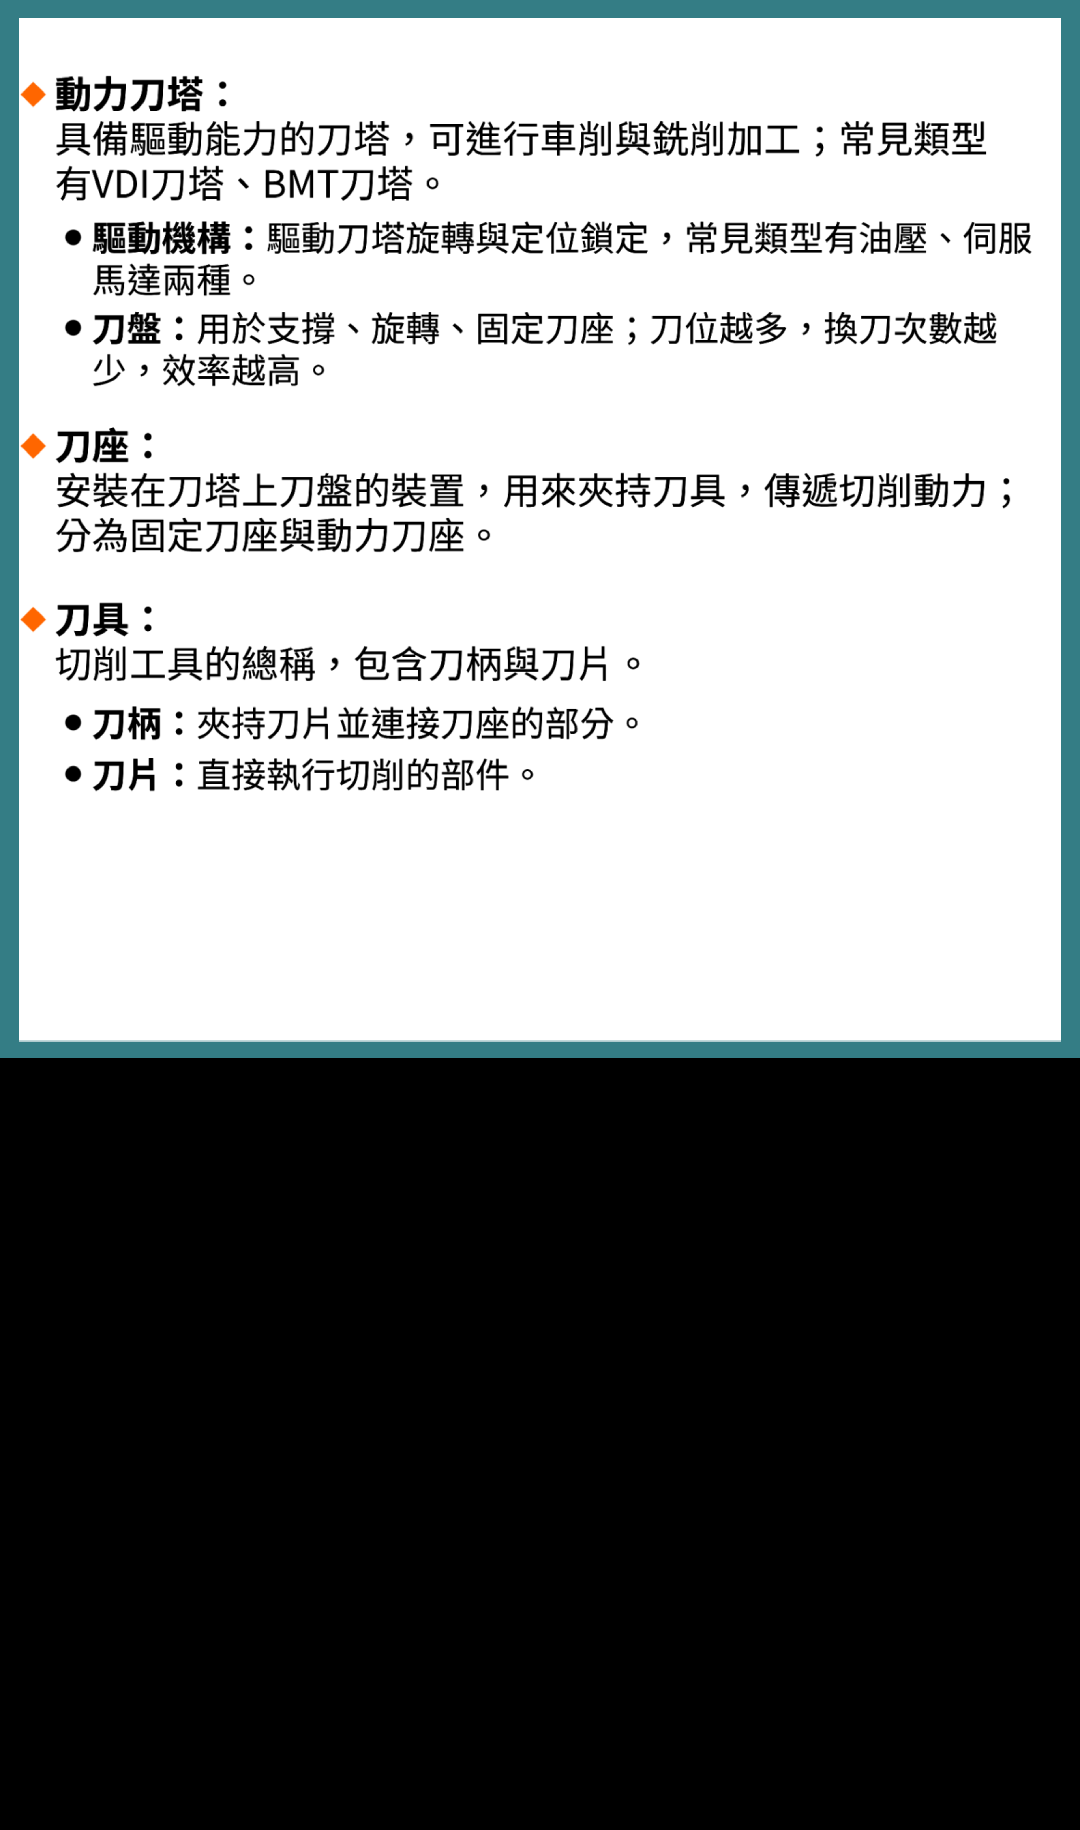 動力刀塔：
具備驅動能力的刀塔，可進行車削與銑削加工；常見類型
有VDI刀塔、BMT刀塔。
驅動機構：驅動刀塔旋轉與定位鎖定，常見類型有油壓、伺服
馬達兩種。
刀盤：用於支撐、旋轉、固定刀座；刀位越多，換刀次數越
少，效率越高。
刀座：
安裝在刀塔上刀盤的裝置，用來夾持刀具，傳遞切削動力；
分為固定刀座與動力刀座。
刀具：
切削工具的總稱，包含刀柄與刀片。
刀柄：夾持刀片並連接刀座的部分。
刀片：直接執行切削的部件。